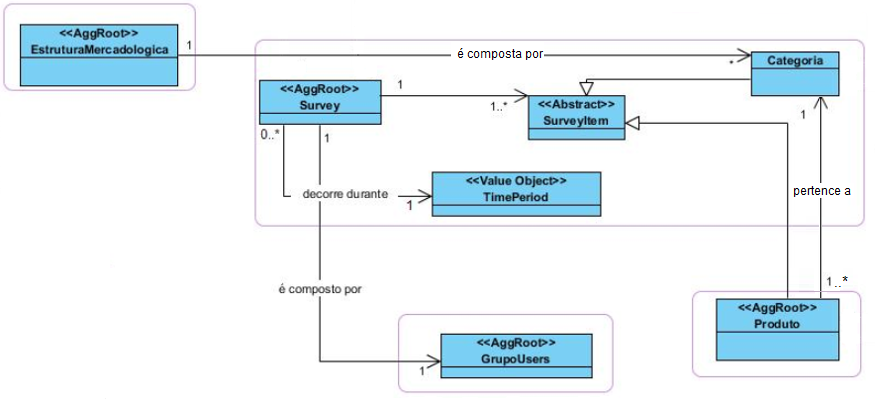 <<AggRoot>>
EstruturaMercadologica
1
é composta por
*
Categoria
<<AggRoot>>
Survey
1
1..*
<<Abstract>>
SurveyItem
1
0..*
1
<<Value Object>>
TimePeriod
decorre durante
1
pertence a
é composto por
1..*
<<AggRoot>>
Produto
<<AggRoot>>
GrupoUsers
1